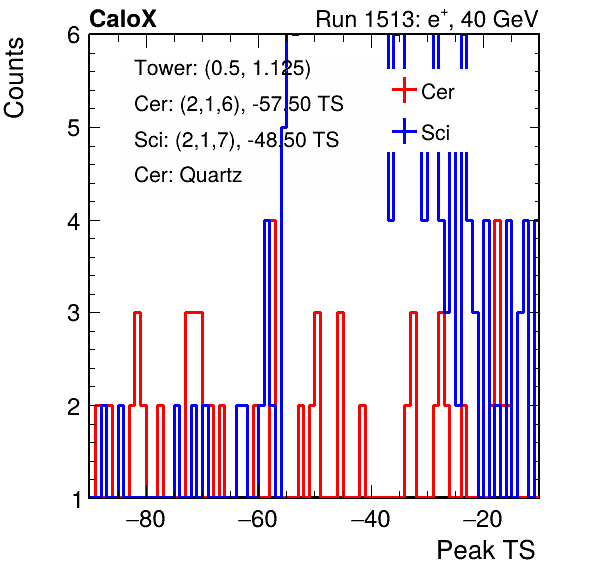 CaloX
Run 1513: e+, 40 GeV
Counts
6
5
4
3
2
1
Tower: (0.5, 1.125)
Cer: (2,1,6), -57.50 TS
Sci: (2,1,7), -48.50 TS
Cer: Quartz
Cer
Sci
−80
−60
−40
−20
Peak TS